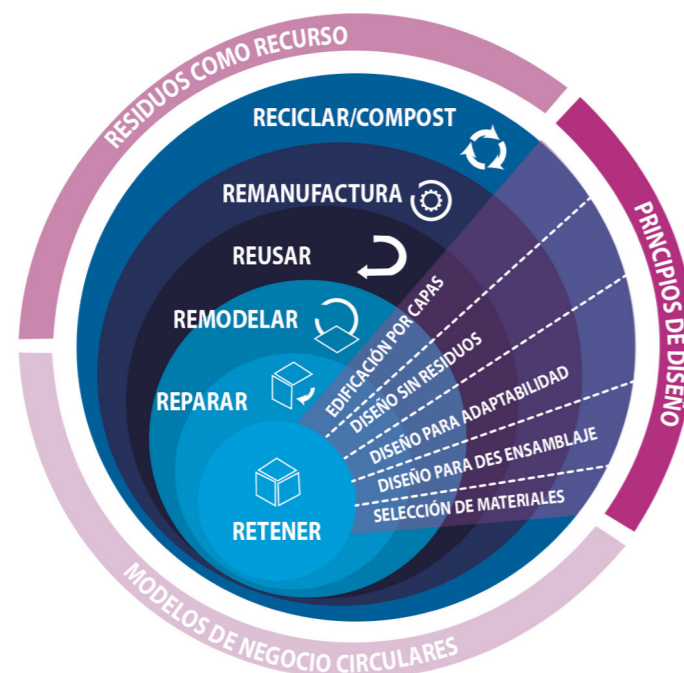 RESIDUOS COMO RECURSO
RECICLAR/COMPOST
REMANUFACTURA
REUSAR
REMODELAR
REPARAR
RETENER
EDIFICACIÓN POR CAPAS
DISEÑO SIN RESIDUOS
DISEÑO PARA ADAPTABILIDAD
DISEÑO PARA DES ENSAMBLAJE
SELECCIÓN DE MATERIALES
PRINCIPIOS DE DISEÑO
MODELOS DE NEGOCIO CIRCULARES